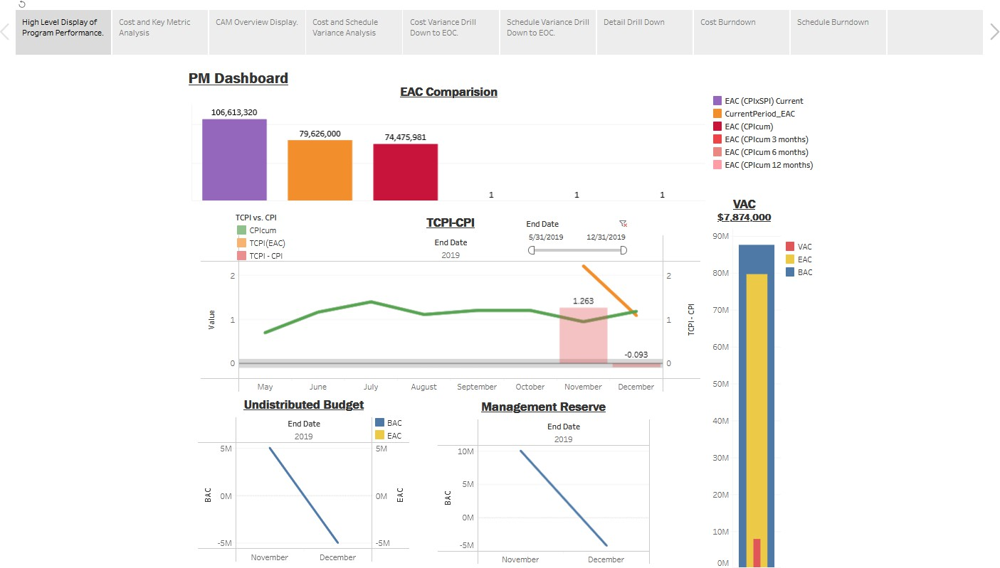 High Level Display of
Program Performance.
Cost and Key Metric
Analysis
CAM Overview Display.
Cost and Schedule
Variance Analysis
Cost Variance Drill
Down to EOC.
Schedule Variance Drill
Down to EOC.
Detail Drill Down
Cost Burndown
Schedule Burndown
PM Dashboard
EAC Comparision
106,613,320
79,626,000
74,475,981
1
1
1
EAC (CPIxSPI) Current
CurrentPeriod_EAC
EAC (CPIcum)
EAC (CPIcum 3 months)
EAC (CPIcum 6 months)
EAC (CPIcum 12 months)
TCPI vs. CPI
CPIcum
TCPI(EAC)
TCPI - CPI
TCPI-CPI
End Date
2019
End Date
5/31/2019
12/31/2019
2
1
0
Value
1.263
-0.093
2
1
0
TCPI - CPI
May
June
July
August
September
October
November
December
VAC
$7,874,000
90M
80M
70M
60M
50M
40M
30M
20M
10M
0M
VAC
EAC
BAC
Undistributed Budget
End Date
2019
BAC
EAC
5M
0M
-5M
BAC
5M
0M
-5M
EAC
November
December
Management Reserve
End Date
2019
10M
5M
0M
-5M
BAC
November
December